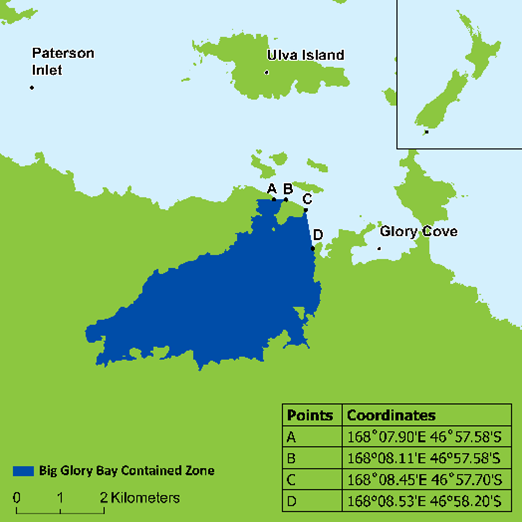 Paterson
Inlet
Ulva Island
A B
C
D
Glory Cove
Points Coordinates
A 168°07.90'E 46°57.58'S
B 168°08.11'E 46°57.58'S
C 168°08.45'E 46°57.70'S
D 168°08.53'E 46°58.20'S
Big Glory Bay Contained Zone
0 1 2 Kilometers